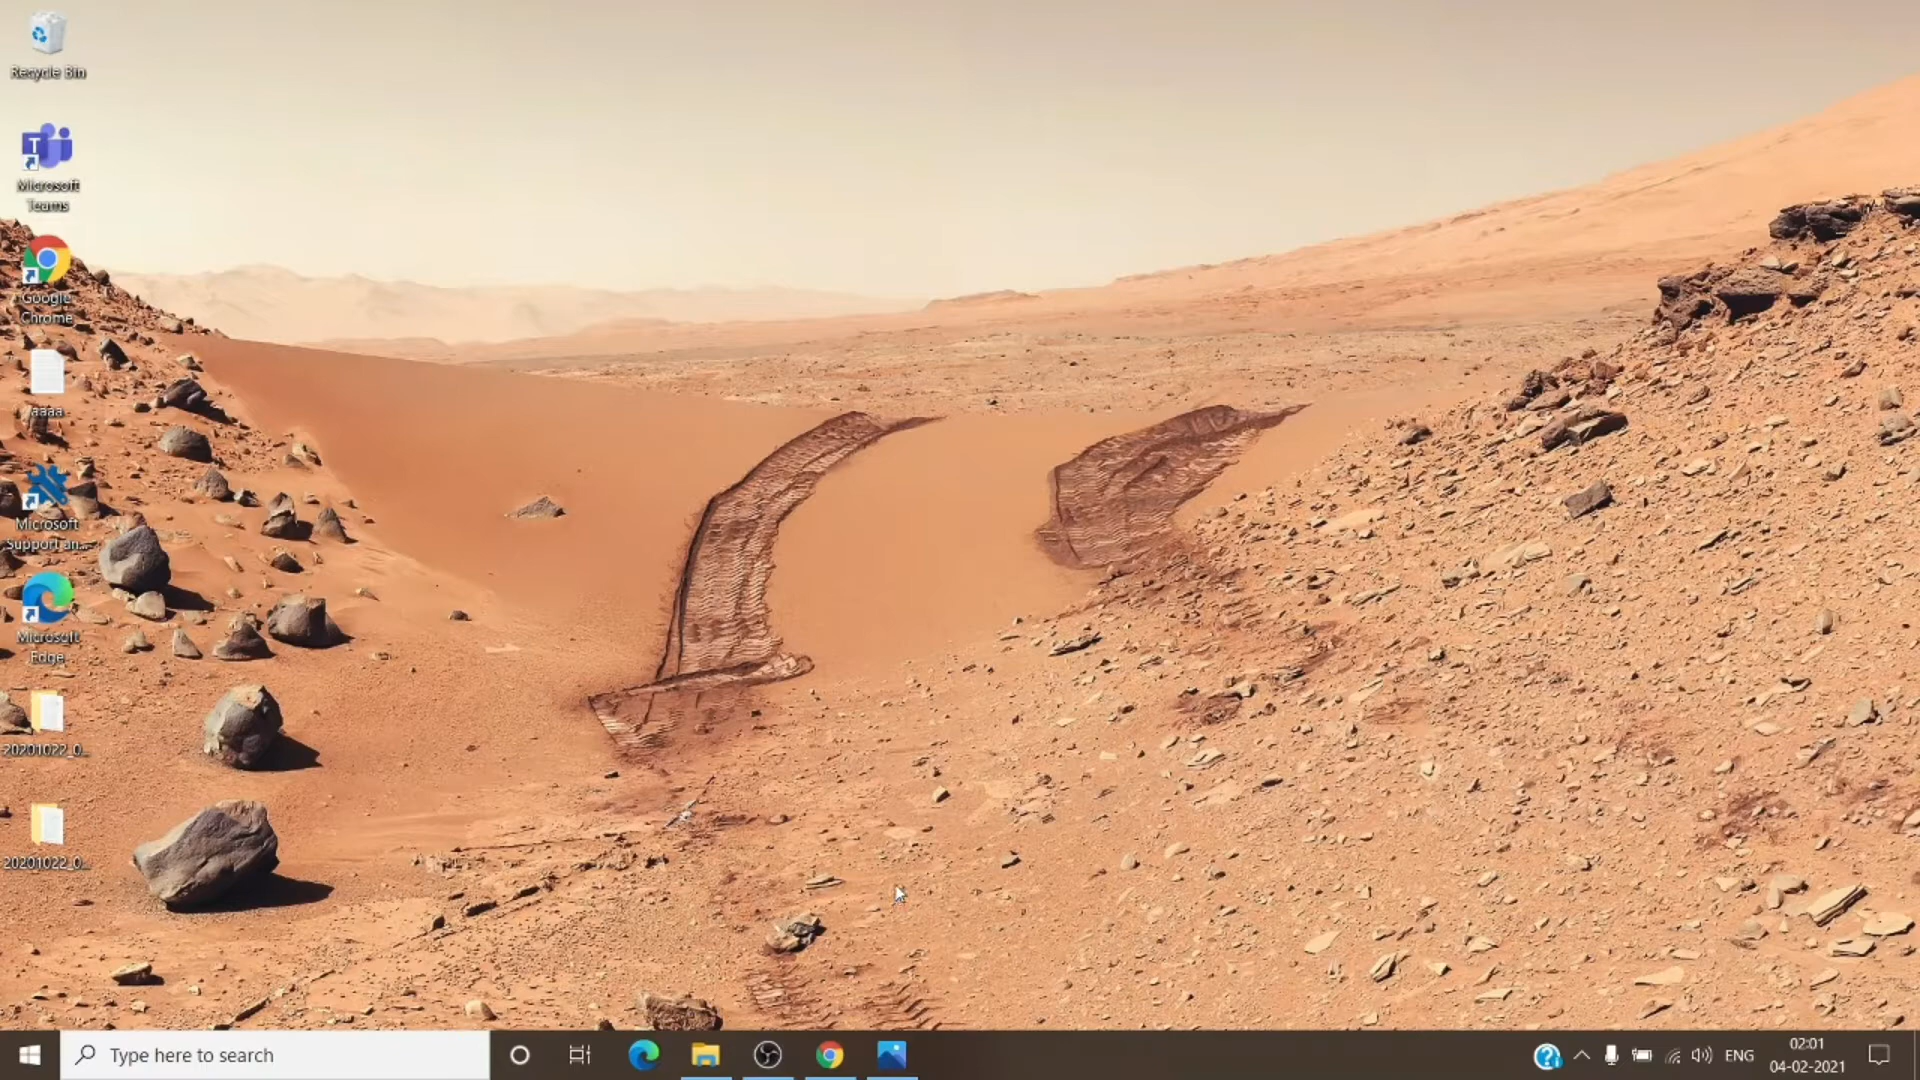 Recycle Bin
Microsoft
Teams
Google
Chrome
aaaa
Microsoft
Support an...
Microsoft
Edge
20201022_0...
20201022_0...
Type here to search
ENG
02:01
04-02-2021